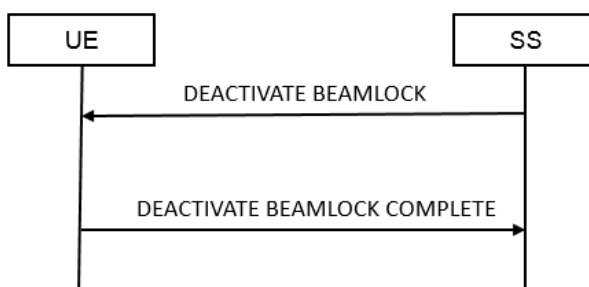 UE
SS
DEACTIVATE BEAMLOCK
DEACTIVATE BEAMLOCK COMPLETE